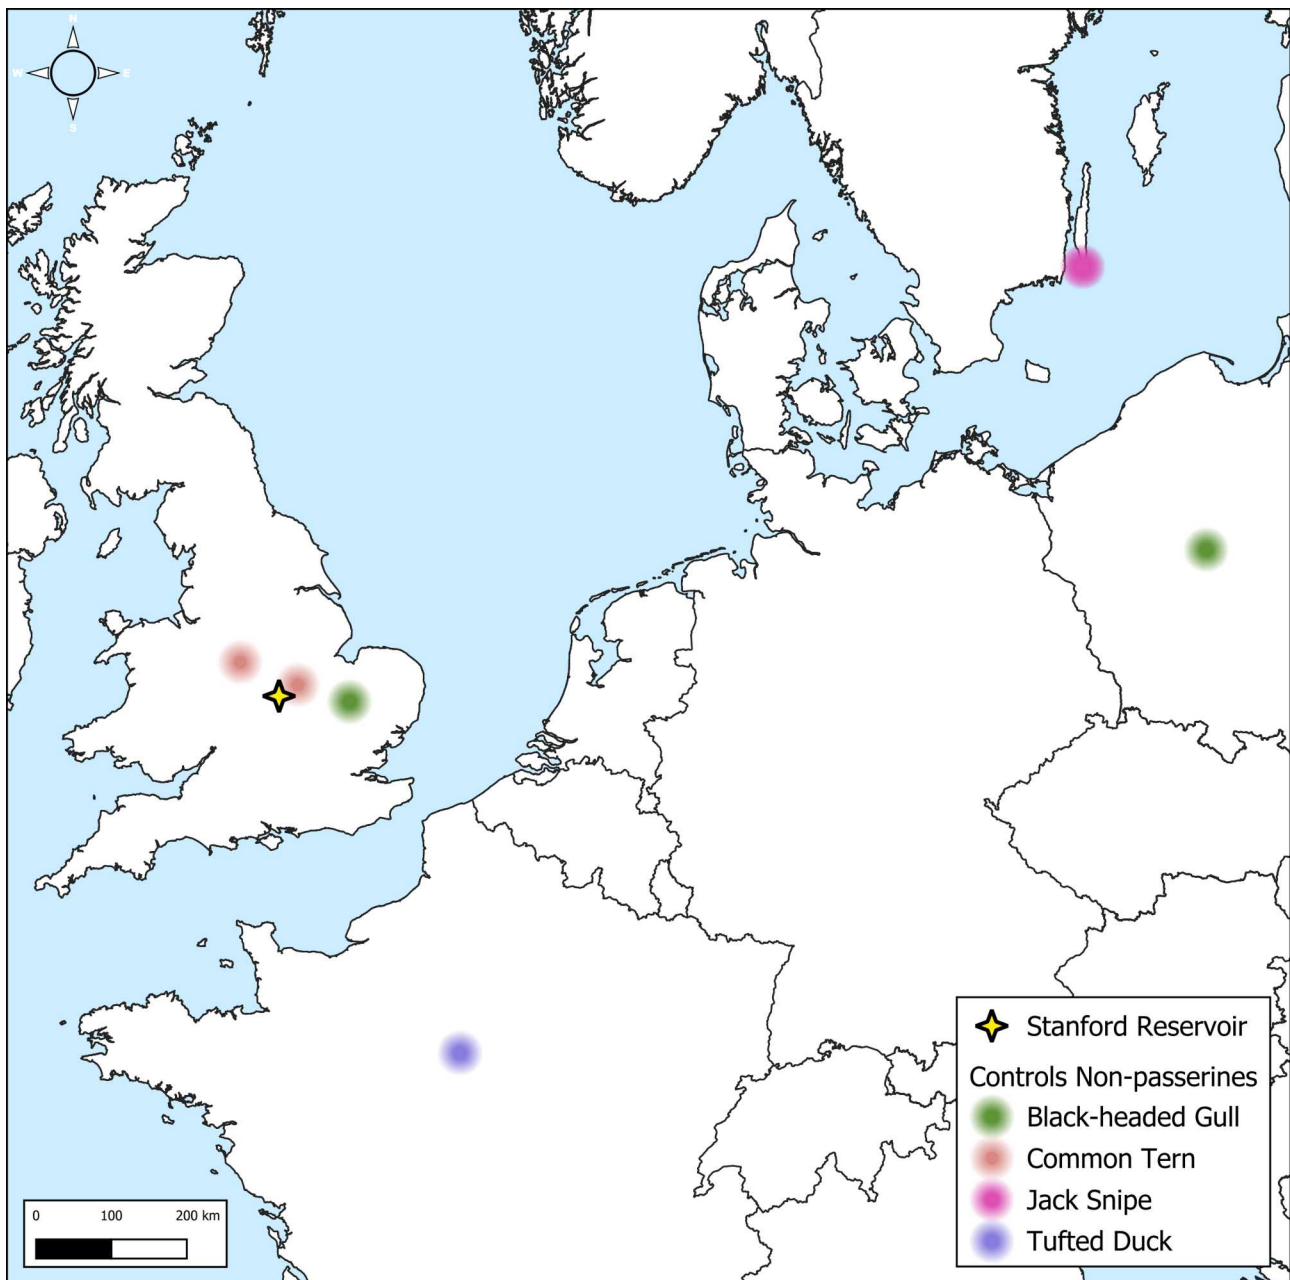 N
W E
S
Stanford Reservoir
Controls Non-passerines
Black-headed Gull
Common Tern
Jack Snipe
Tufted Duck
0 100 200 km